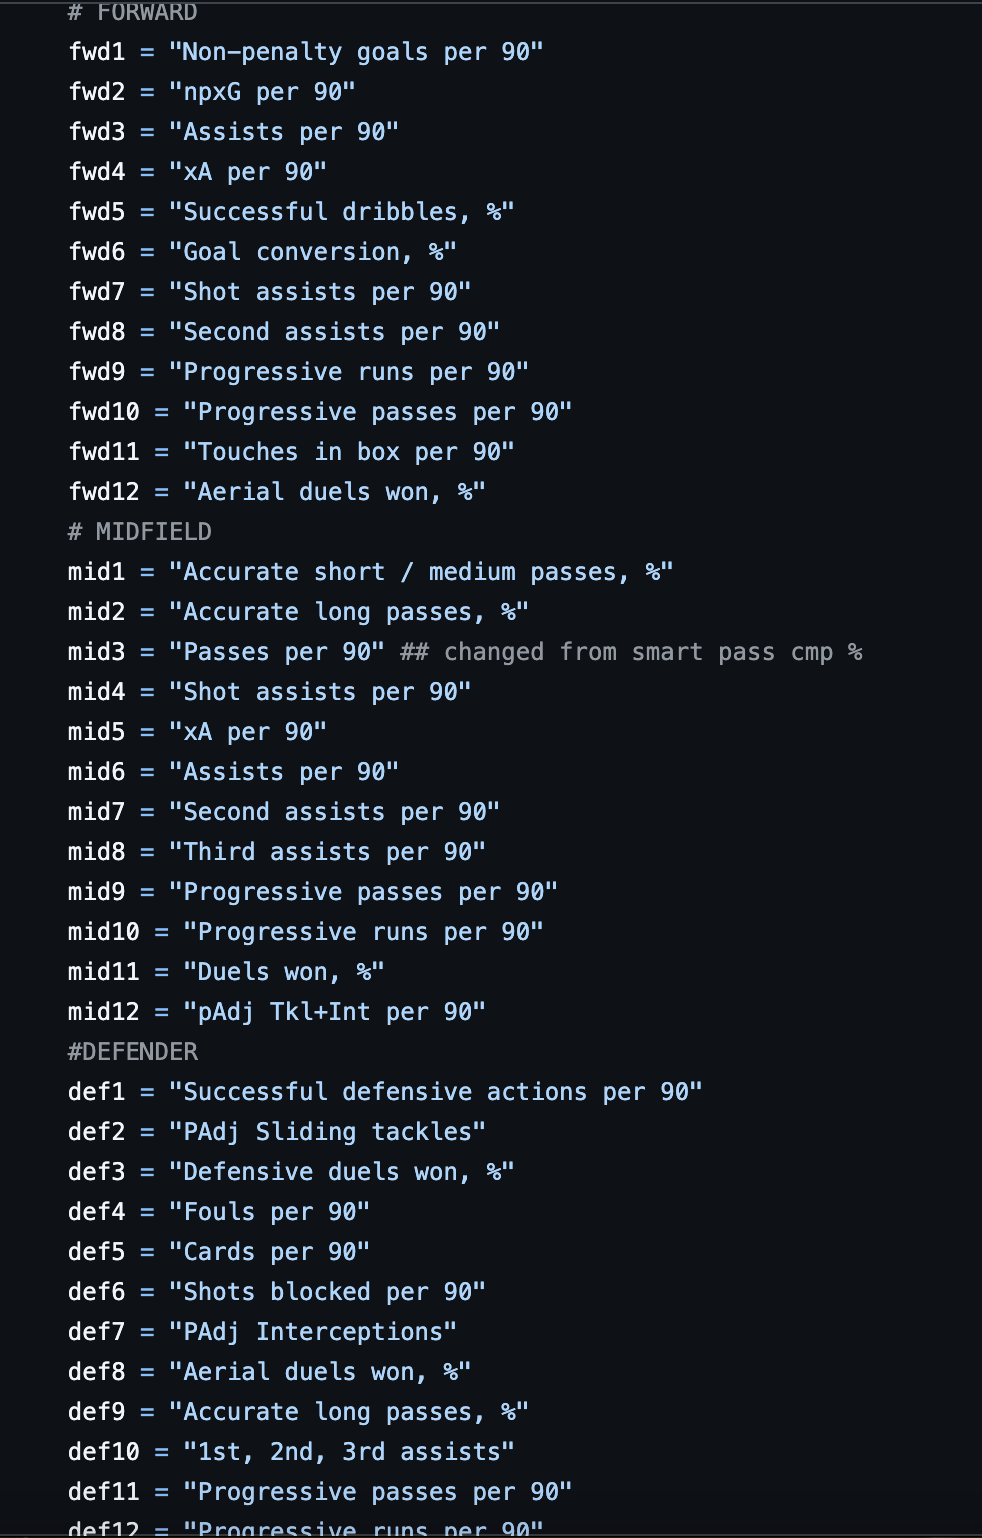 # FORWARD
fwd1 = "Non-penalty goals per 90"
fwd2 = "npxG per 90"
fwd3 = "Assists per 90"
fwd4 = "xA per 90"
fwd5 = "Successful dribbles, %"
fwd6 = "Goal conversion, %"
fwd7 = "Shot assists per 90"
fwd8 = "Second assists per 90"
fwd9 = "Progressive runs per 90"
fwd10 = "Progressive passes per 90"
fwd11 = "Touches in box per 90"
fwd12 = "Aerial duels won, %"
# MIDFIELD
mid1 = "Accurate short / medium passes, %"
mid2 = "Accurate long passes, %"
mid3 = "Passes per 90" ## changed from smart pass cmp %
mid4 = "Shot assists per 90"
mid5 = "xA per 90"
mid6 = "Assists per 90"
mid7 = "Second assists per 90"
mid8 = "Third assists per 90"
mid9 = "Progressive passes per 90"
mid10 = "Progressive runs per 90"
mid11 = "Duels won, %"
mid12 = "pAdj Tkl+Int per 90"
#DEFENDER
def1 = "Successful defensive actions per 90"
def2 = "PAdj Sliding tackles"
def3 = "Defensive duels won, %"
def4 = "Fouls per 90"
def5 = "Cards per 90"
def6 = "Shots blocked per 90"
def7 = "PAdj Interceptions"
def8 = "Aerial duels won, %"
def9 = "Accurate long passes, %"
def10 = "1st, 2nd, 3rd assists"
def11 = "Progressive passes per 90"
def12 = "Progressive runs per 90"